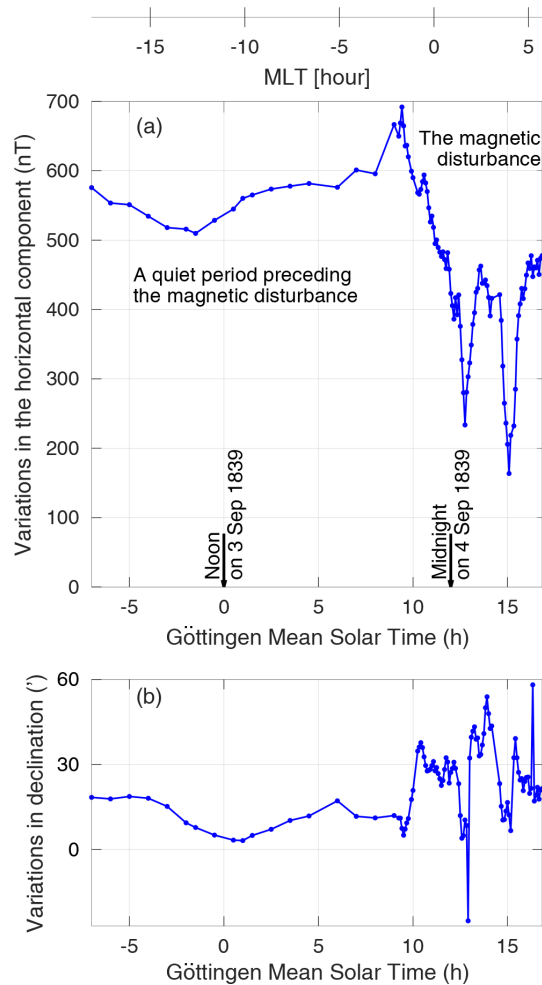 -15 -10 -5 0 5
MLT [hour]
700
(a)
The magnetic
disturbance
600
500
A quiet period preceding
the magnetic disturbance
400
300
200
100
0
Variations in the horizontal component (nT)
Noon
on 3 Sep 1839
Midnight
on 4 Sep 1839
-5 0 5 10 15
Göttingen Mean Solar Time (h)
60
(b)
30
0
Variations in declination (')
-5 0 5 10 15
Göttingen Mean Solar Time (h)